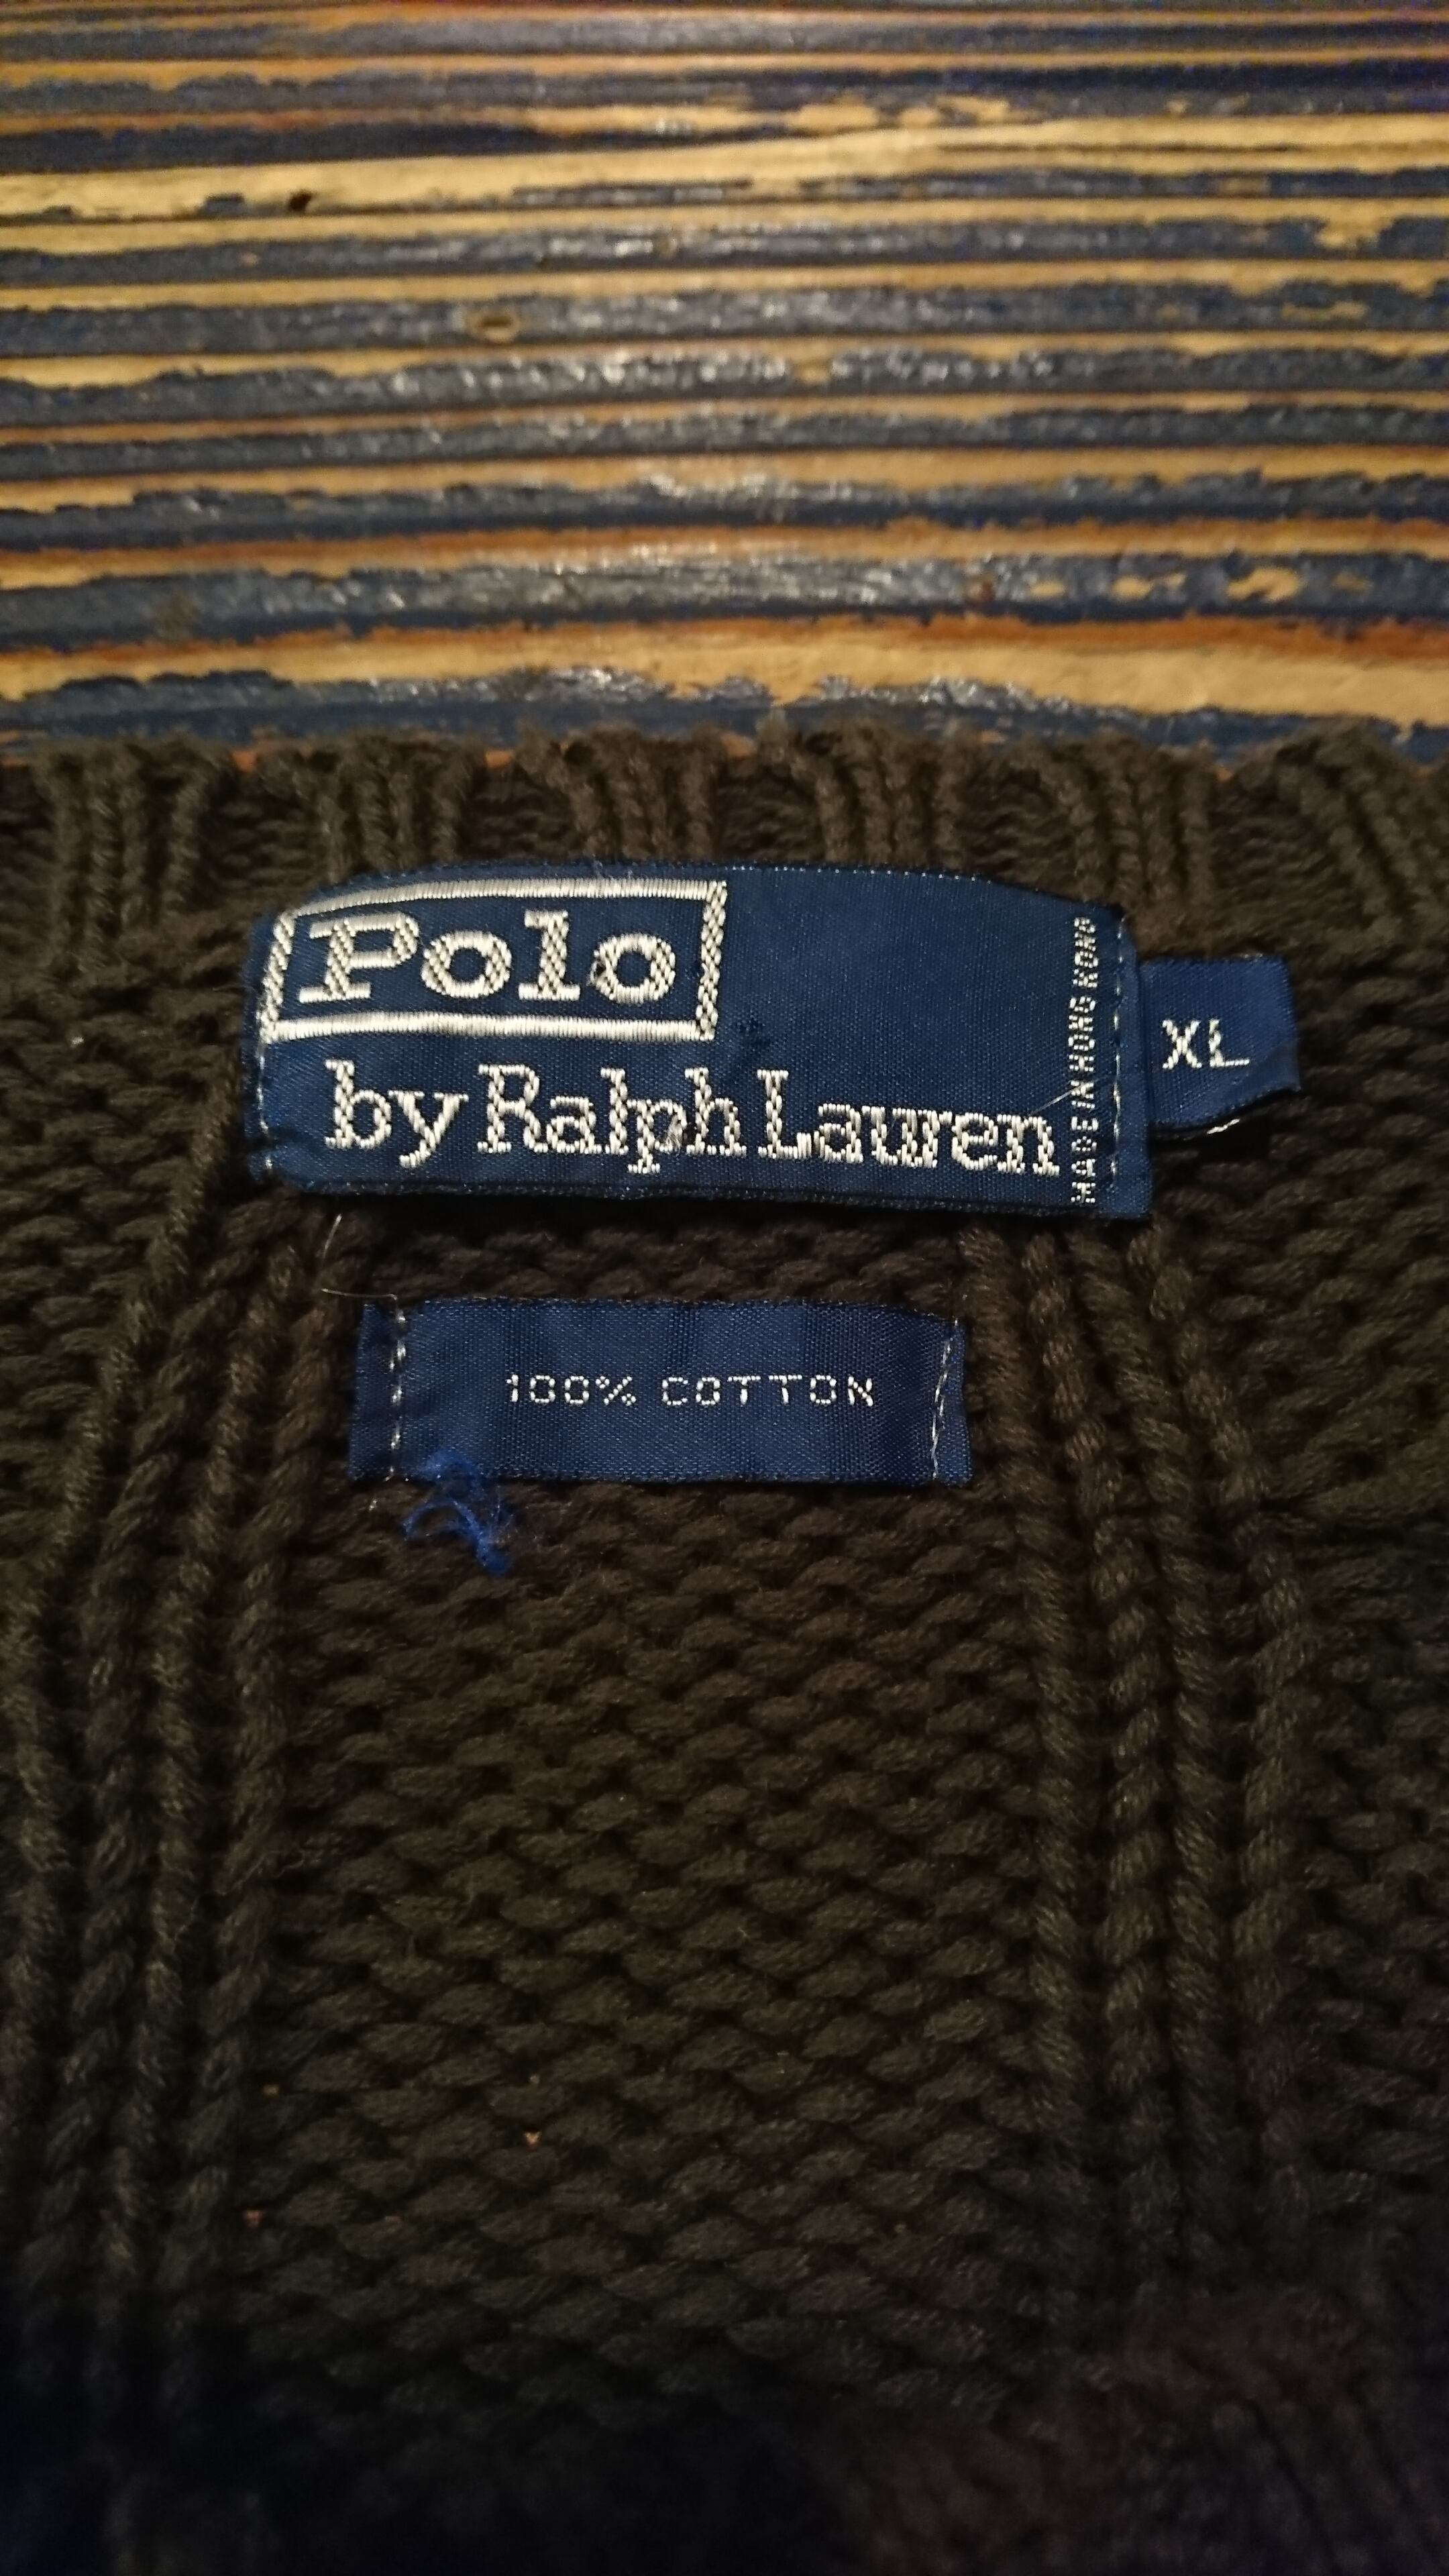 Polo
by Ralph Lauren
MADE IN HONG KONG
XL
100% COTTON